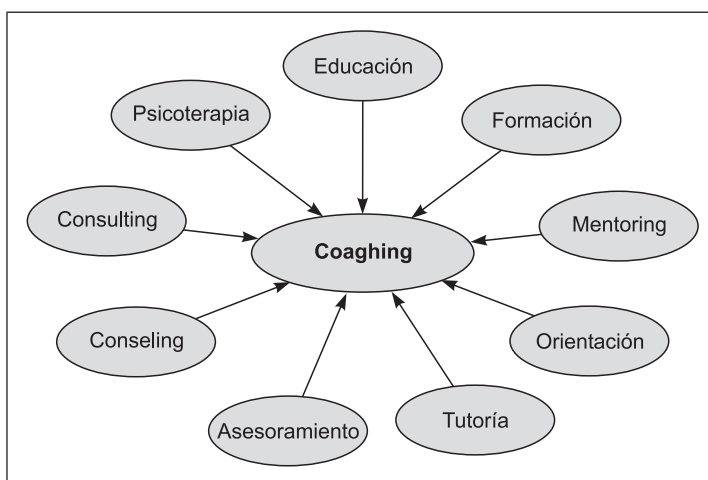 Educación
Psicoterapia
Formación
Consulting
Mentoring
Coaghing
Conseling
Orientación
Asesoramiento
Tutoría